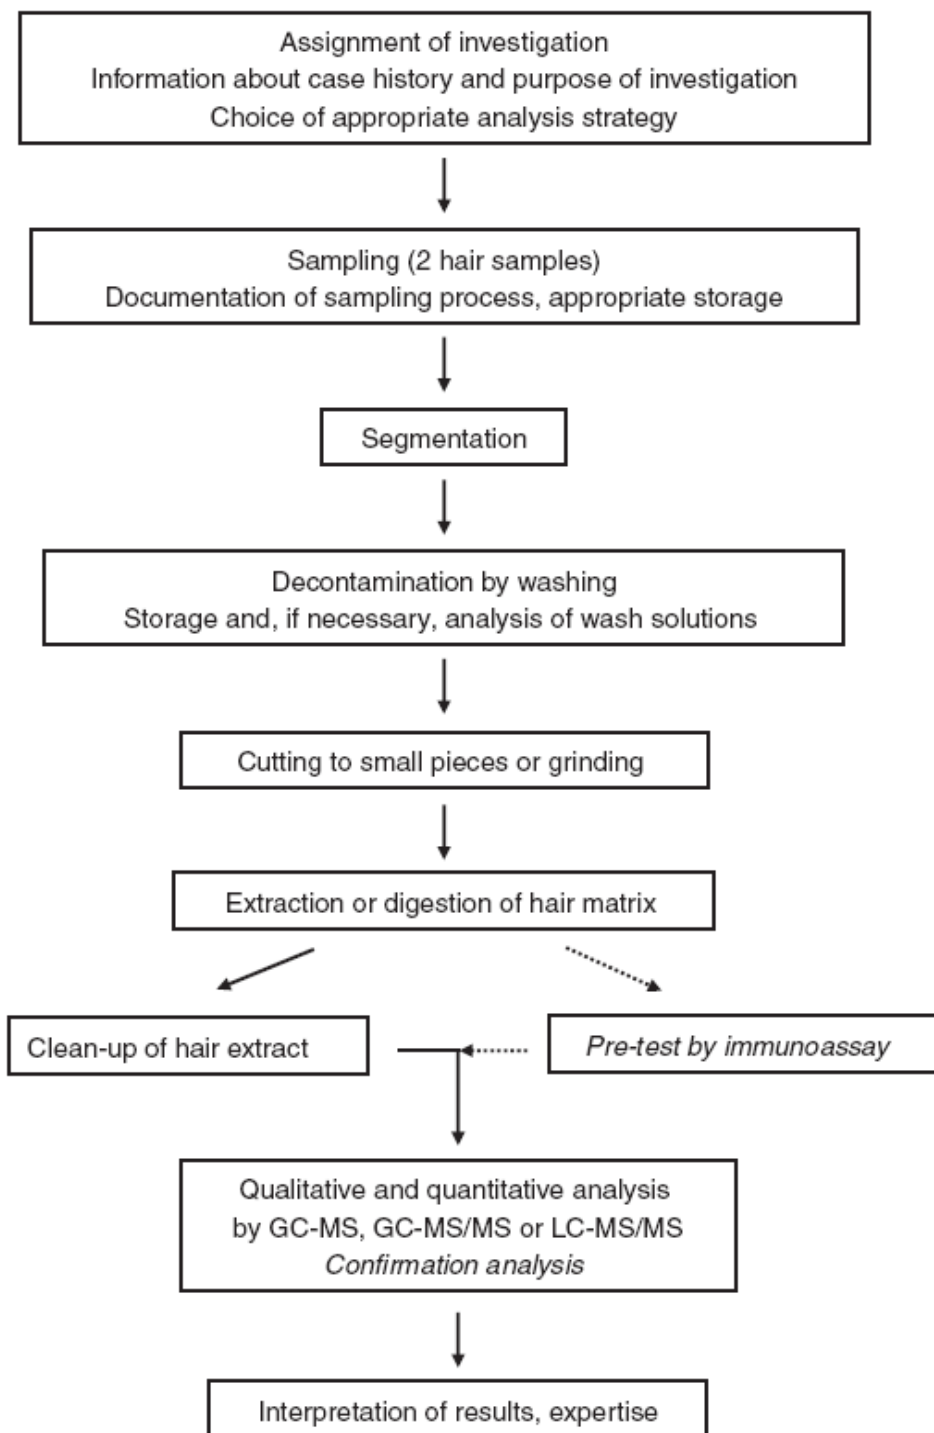 Assignment of investigation
Information about case history and purpose of investigation
Choice of appropriate analysis strategy
Sampling (2 hair samples)
Documentation of sampling process, appropriate storage
Segmentation
Decontamination by washing
Storage and, if necessary, analysis of wash solutions
Cutting to small pieces or grinding
Extraction or digestion of hair matrix
Clean-up of hair extract
Pre-test by immunoassay
Qualitative and quantitative analysis
by GC-MS, GC-MS/MS or LC-MS/MS
Confirmation analysis
Interpretation of results, expertise